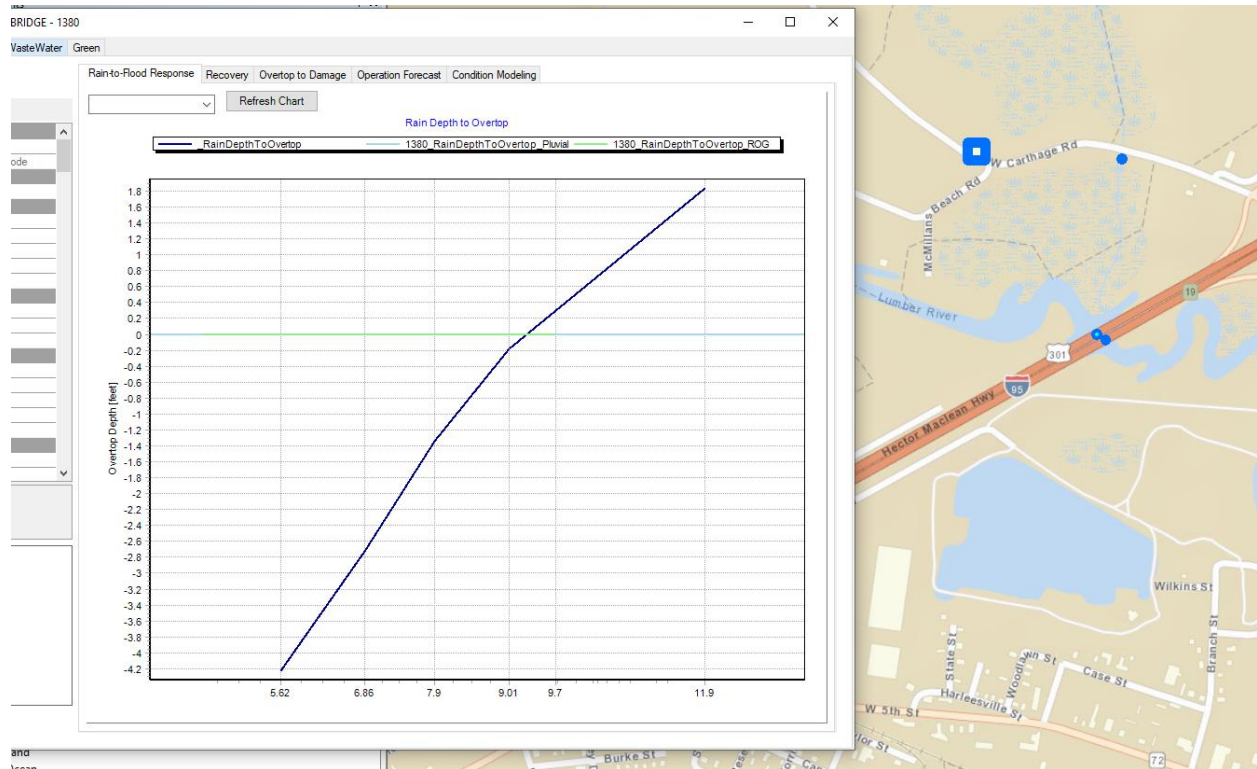 BRIDGE - 1380
WasteWater Green
Rain-to-Flood Response Recovery Overtop to Damage Operation Forecast Condition Modeling
Refresh Chart
Rain Depth to Overtop
_RainDepthToOvertop 1380_RainDepthToOvertop_Pluvial 1380_RainDepthToOvertop_ROG
ode
Overtop Depth [feet]
1.8
1.6
1.4
1.2
1
0.8
0.6
0.4
0.2
0
-0.2
-0.4
-0.6
-0.8
-1
-1.2
-1.4
-1.6
-1.8
-2
-2.2
-2.4
-2.6
-2.8
-3
-3.2
-3.4
-3.6
-3.8
-4
-4.2
5.62 6.86 7.9 9.01 9.7 11.9
and
W Carthage Rd
McMillans Beach Rd
Lumber River
19
301
95
Hector Maclean Hwy
Wilkins St
Branch St
State St
Woodlawn St
Case St
Harleesville St
W 5th St
Burke St
72